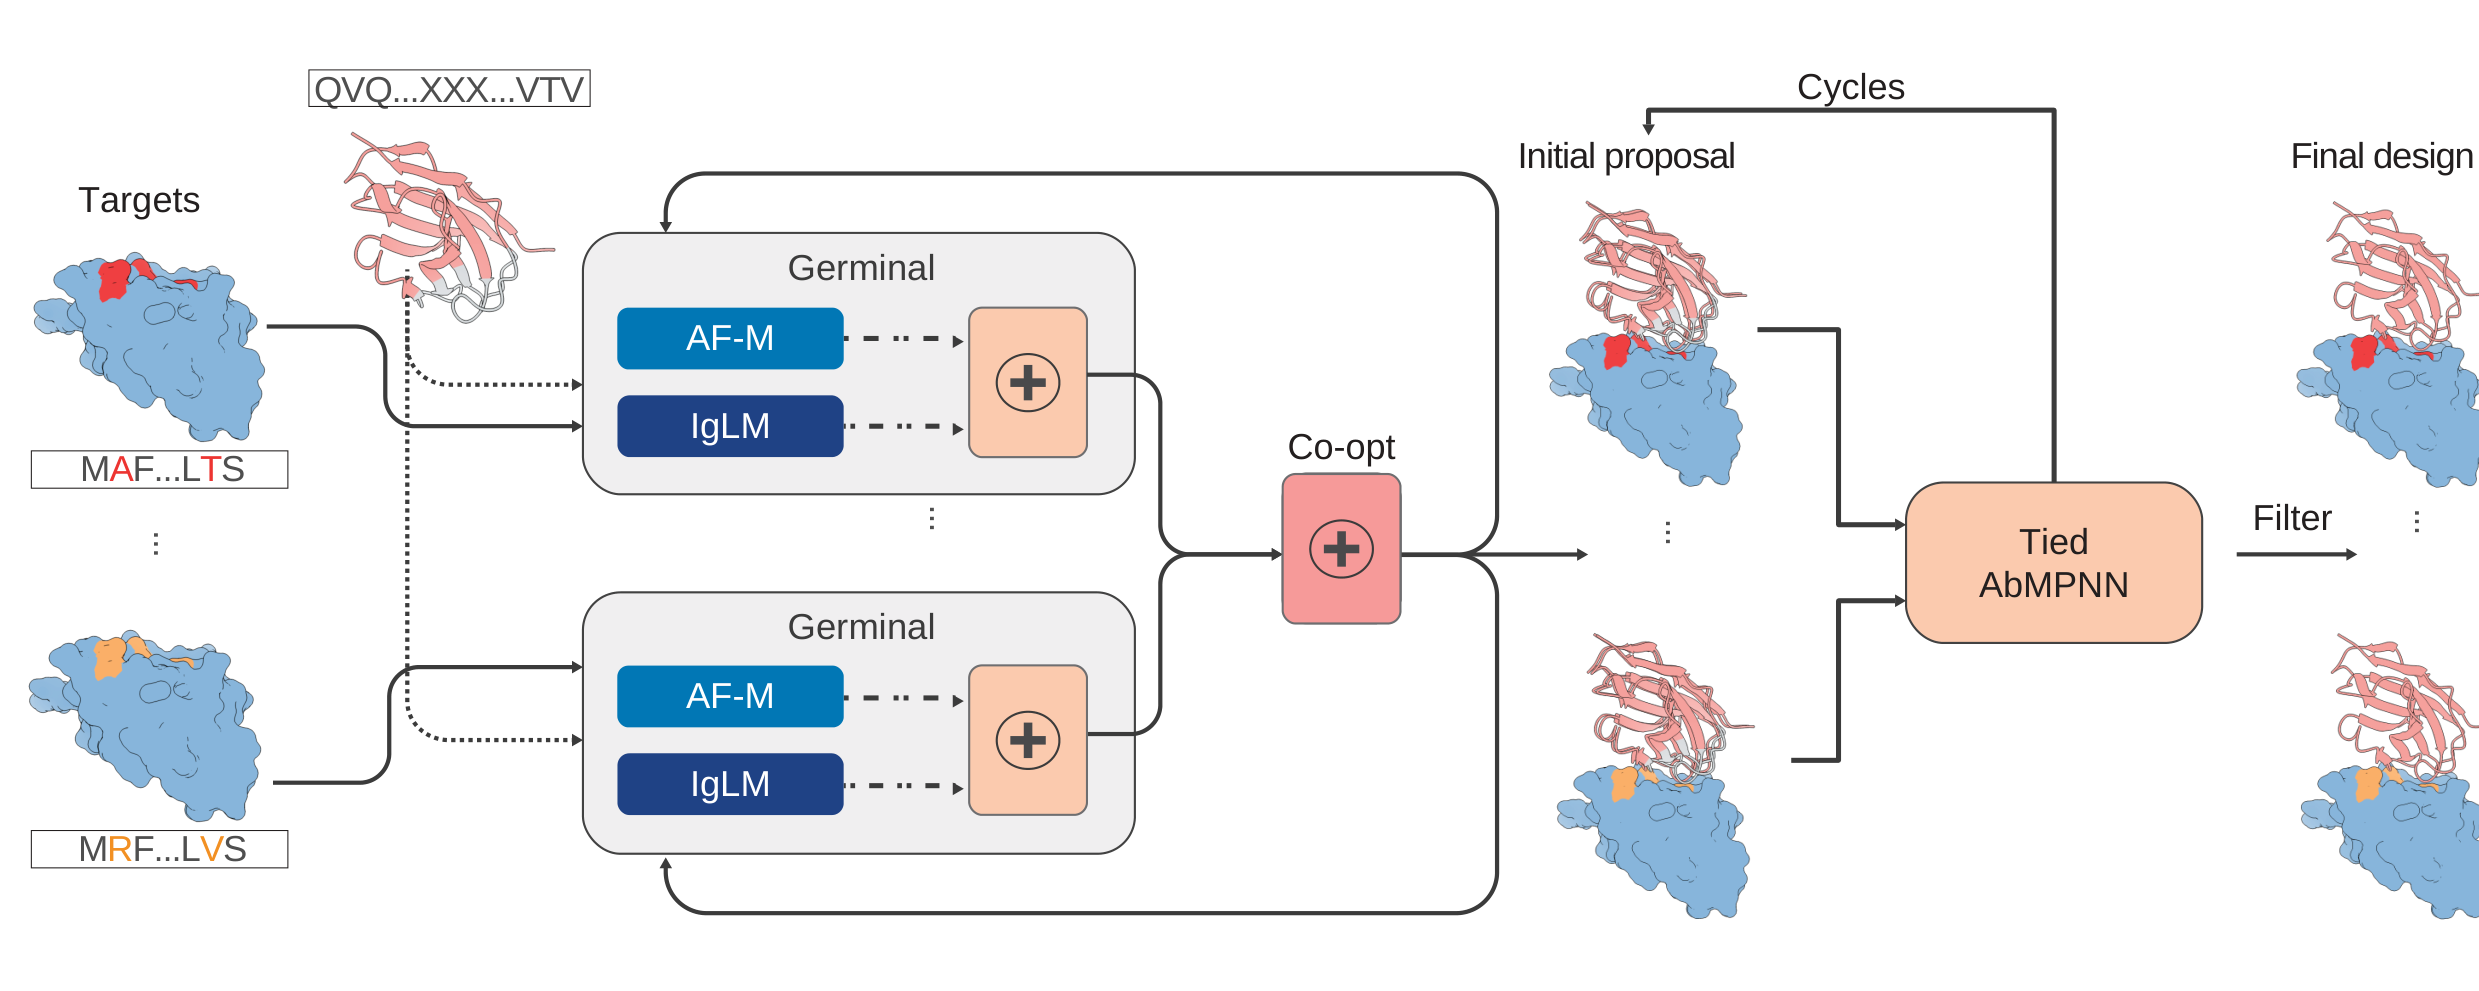 QVQ...XXX...VTV
Targets
MAF...LTS
MRF...LVS
Germinal
AF-M
IgLM
Germinal
AF-M
IgLM
Co-opt
Cycles
Initial proposal
Tied
AbMPNN
Filter
Final design